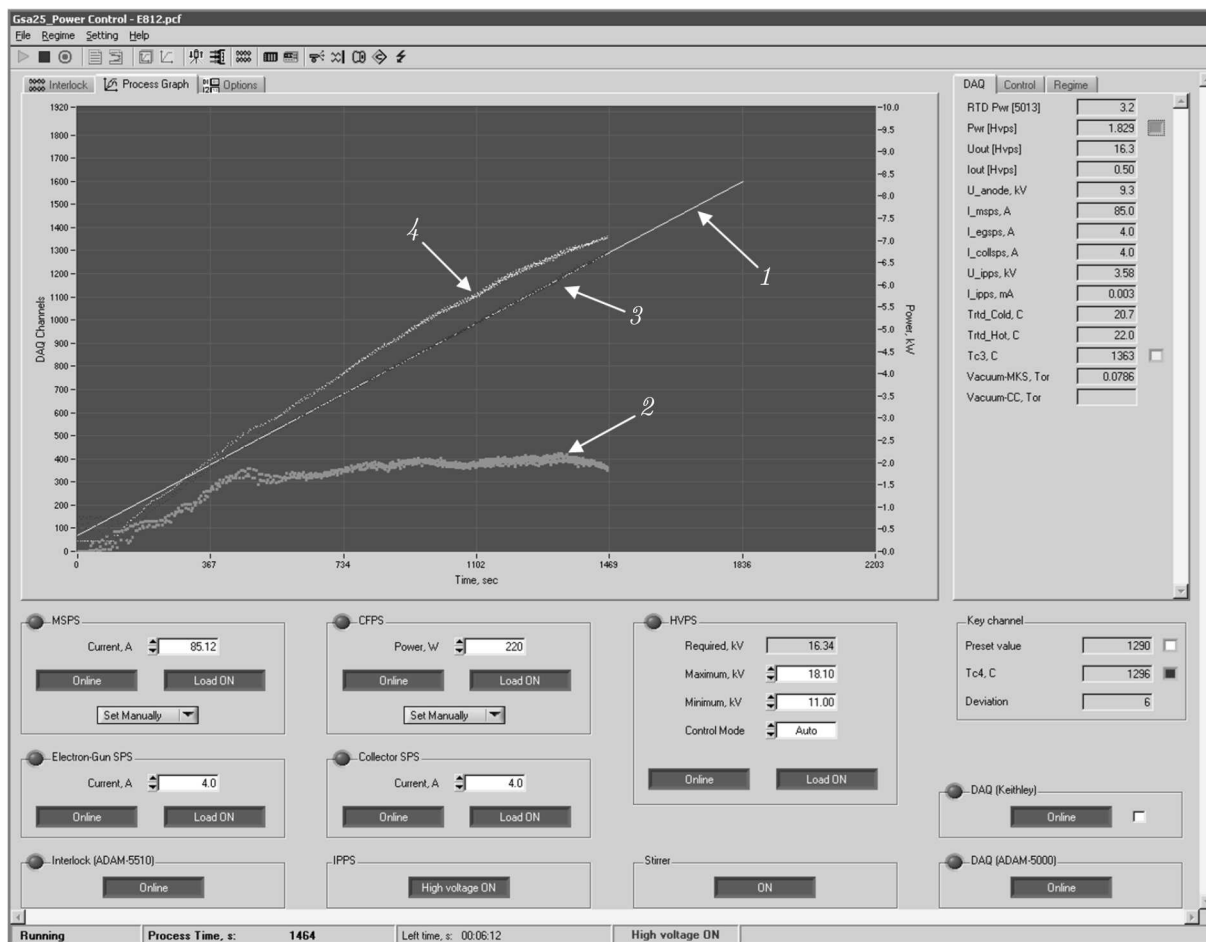 Gsa25_Power Control - E812.pcf
File Regime Setting Help
Interlock Process Graph Options
1920
1800
1700
1600
1500
1400
1300
1200
1100
1000
900
800
700
600
500
400
300
200
100
0
DAQ Channels
10.0
9.5
9.0
8.5
8.0
7.5
7.0
6.5
6.0
5.5
5.0
4.5
4.0
3.5
3.0
2.5
2.0
1.5
1.0
0.5
0.0
Power, kW
4
1
3
2
0 367 734 1102 1469 1836 2203
Time, sec
DAQ Control Regime
RTD Pwr [5013] 3.2
Pwr [Hvps] 1.829
Uout [Hvps] 16.3
Iout [Hvps] 0.50
U_anode, kV 9.3
I_msps, A 85.0
I_egsps, A 4.0
I_collsps, A 4.0
U_ipps, kV 3.58
I_ipps, mA 0.003
Trtd_Cold, C 20.7
Trtd_Hot, C 22.0
Tc3, C 1363
Vacuum-MKS, Tor 0.0786
Vacuum-CC, Tor
MSPS
Current, A 85.12
Online Load ON
Set Manually
CFPS
Power, W 220
Online Load ON
Set Manually
HVPS
Required, kV 16.34
Maximum, kV 18.10
Minimum, kV 11.00
Control Mode Auto
Online Load ON
Key channel
Preset value 1290
Tc4, C 1296
Deviation 6
Electron-Gun SPS
Current, A 4.0
Online Load ON
Collector SPS
Current, A 4.0
Online Load ON
DAQ (Keithley)
Online
Interlock (ADAM-5510)
Online
IPPS
High voltage ON
Stirrer
ON
DAQ (ADAM-5000)
Online
Running Process Time, s: 1464 Left time, s: 00:06:12 High voltage ON